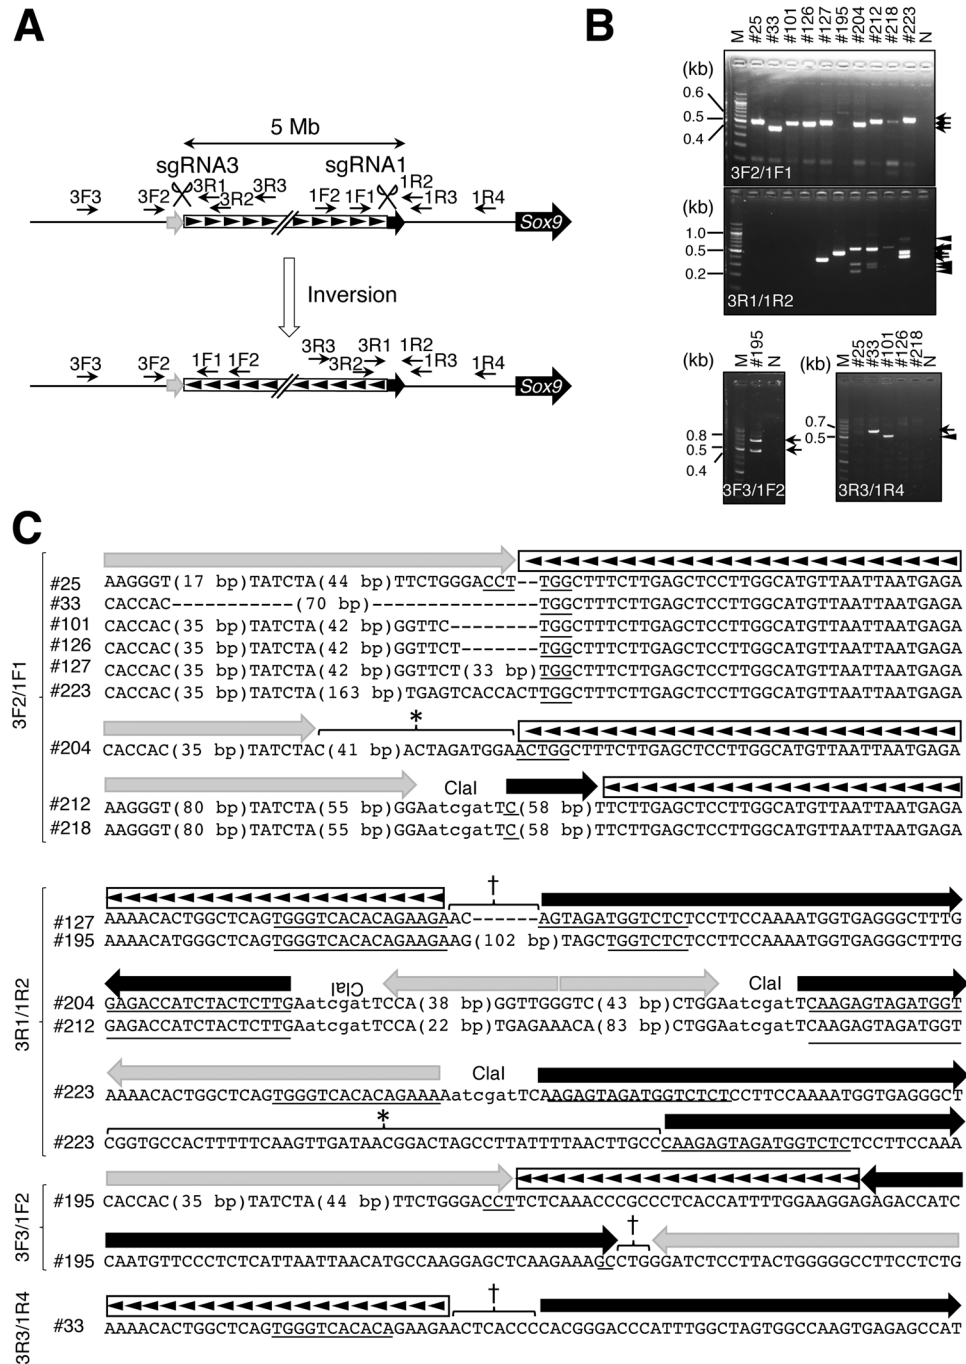 A
5 Mb
sgRNA3
sgRNA1
3F3
3F2
3R1
3R2
3R3
1F2
1F1
1R2
1R3
1R4
Sox9
Inversion
3F3
3F2
1F1
1F2
3R3
3R2
3R1
1R2
1R3
1R4
Sox9
B
M #25 #33 #101 #126 #127 #195 #204 #212 #218 #223 N
(kb)
0.6
0.5
0.4
3F2/1F1
(kb)
1.0
0.5
0.2
3R1/1R2
(kb)
M #195 N
0.8
0.5
0.4
3F3/1F2
(kb)
M #25 #33 #101 #126 #218 N
0.7
0.5
3R3/1R4
C
3F2/1F1
#25 AAGGGT(17 bp)TATCTA(44 bp)TTCTGGGACCT--TGGCTTTCTTGAGCTCCTTGGCATGTTAATTAATGAGA
#33 CACCAC------------(70 bp)----------------TGGCTTTCTTGAGCTCCTTGGCATGTTAATTAATGAGA
#101 CACCAC(35 bp)TATCTA(42 bp)GGTTC---------TGGCTTTCTTGAGCTCCTTGGCATGTTAATTAATGAGA
#126 CACCAC(35 bp)TATCTA(42 bp)GGTTCT--------TGGCTTTCTTGAGCTCCTTGGCATGTTAATTAATGAGA
#127 CACCAC(35 bp)TATCTA(42 bp)GGTTCT(33 bp)TGGCTTTCTTGAGCTCCTTGGCATGTTAATTAATGAGA
#223 CACCAC(35 bp)TATCTA(163 bp)TGAGTCACCACTTGGCTTTCTTGAGCTCCTTGGCATGTTAATTAATGAGA
*
#204 CACCAC(35 bp)TATCTAC(41 bp)ACTAGATGGAACTGGCTTTCTTGAGCTCCTTGGCATGTTAATTAATGAGA
ClaI
#212 AAGGGT(80 bp)TATCTA(55 bp)GGAatcgatTC(58 bp)TTCTTGAGCTCCTTGGCATGTTAATTAATGAGA
#218 AAGGGT(80 bp)TATCTA(55 bp)GGAatcgatTC(58 bp)TTCTTGAGCTCCTTGGCATGTTAATTAATGAGA
3R1/1R2
†
#127 AAAACACTGGCTCAGTGGGTCACACAGAAGAAC------AGTAGATGGTCTCTCCTTCCAAAATGGTGAGGGCTTTG
#195 AAAACATGGGCTCAGTGGGTCACACAGAAGAAG(102 bp)TAGCTGGTCTCTCCTTCCAAAATGGTGAGGGCTTTG
ClaI ClaI
#204 GAGACCATCTACTCTTGAatcgatTCCA(38 bp)GGTTGGGTC(43 bp)CTGGAatcgatTCAAGAGTAGATGGT
#212 GAGACCATCTACTCTTGAatcgatTCCA(22 bp)TGAGAAACA(83 bp)CTGGAatcgatTCAAGAGTAGATGGT
ClaI
#223 AAAACACTGGCTCAGTGGGTCACACAGAAAAatcgatTCAAGAGTAGATGGTCTCTCCTTCCAAAATGGTGAGGGCT
*
#223 CGGTGCCACTTTTTCAAGTTGATAACGGACTAGCCTTATTTTAACTTGCCCAAGAGTAGATGGTCTCTCCTTCCAAA
3F3/1F2
#195 CACCAC(35 bp)TATCTA(44 bp)TTCTGGGACCTTCTCAAACCCGCCCTCACCATTTTGGAAGGAGAGACCATC
†
#195 CAATGTTCCCTCTCATTAATTAACATGCCAAGGAGCTCAAGAAAGCCTGGGATCTCCTTACTGGGGGCCTTCCTCTG
3R3/1R4
†
#33 AAAACACTGGCTCAGTGGGTCACACAGAAGAACTCACCCCACGGGACCCATTTGGCTAGTGGCCAAGTGAGAGCCAT